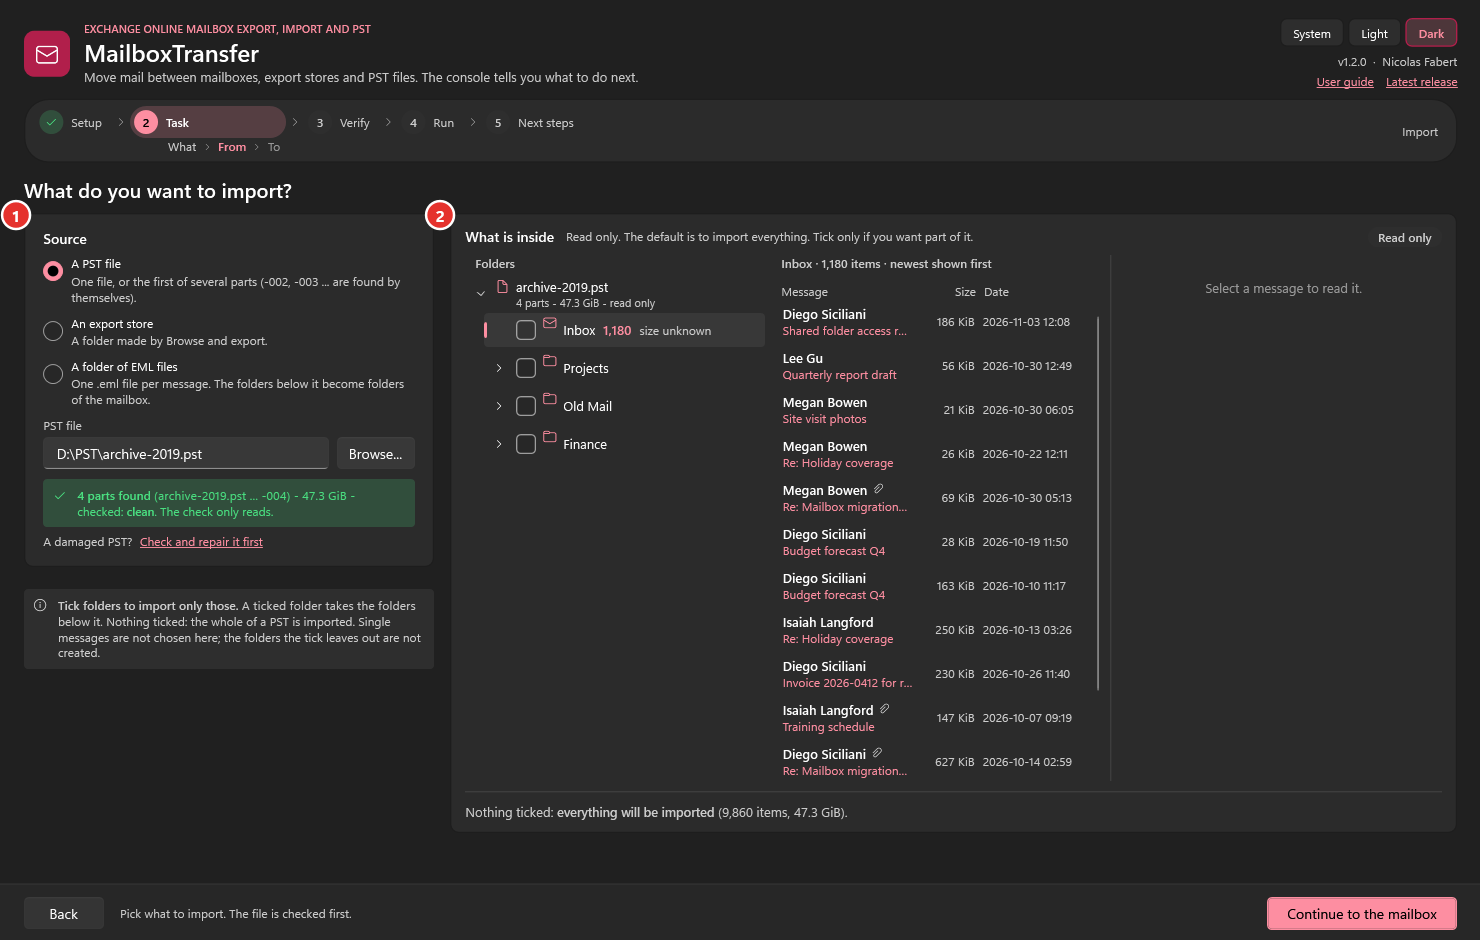 EXCHANGE ONLINE MAILBOX EXPORT, IMPORT AND PST
MailboxTransfer
Move mail between mailboxes, export stores and PST files. The console tells you what to do next.
System
Light
Dark
v1.2.0 · Nicolas Fabert
User guide
Latest release
Setup
2
Task
3
Verify
4
Run
5
Next steps
What
From
To
Import
What do you want to import?
1
Source
A PST file
One file, or the first of several parts (-002, -003 ... are found by
themselves).
An export store
A folder made by Browse and export.
A folder of EML files
One .eml file per message. The folders below it become folders
of the mailbox.
PST file
D:\PST\archive-2019.pst
Browse...
4 parts found (archive-2019.pst ... -004) - 47.3 GiB -
checked: clean. The check only reads.
A damaged PST? Check and repair it first
Tick folders to import only those. A ticked folder takes the folders
below it. Nothing ticked: the whole of a PST is imported. Single
messages are not chosen here; the folders the tick leaves out are not
created.
2
What is inside
Read only. The default is to import everything. Tick only if you want part of it.
Read only
Folders
archive-2019.pst
4 parts - 47.3 GiB - read only
Inbox 1,180 size unknown
Projects
Old Mail
Finance
Inbox · 1,180 items · newest shown first
Message Size Date
Diego Siciliani
Shared folder access r...
186 KiB 2026-11-03 12:08
Lee Gu
Quarterly report draft
56 KiB 2026-10-30 12:49
Megan Bowen
Site visit photos
21 KiB 2026-10-30 06:05
Megan Bowen
Re: Holiday coverage
26 KiB 2026-10-22 12:11
Megan Bowen
Re: Mailbox migration...
69 KiB 2026-10-30 05:13
Diego Siciliani
Budget forecast Q4
28 KiB 2026-10-19 11:50
Diego Siciliani
Budget forecast Q4
163 KiB 2026-10-10 11:17
Isaiah Langford
Re: Holiday coverage
250 KiB 2026-10-13 03:26
Diego Siciliani
Invoice 2026-0412 for r...
230 KiB 2026-10-26 11:40
Isaiah Langford
Training schedule
147 KiB 2026-10-07 09:19
Diego Siciliani
Re: Mailbox migration...
627 KiB 2026-10-14 02:59
Select a message to read it.
Nothing ticked: everything will be imported (9,860 items, 47.3 GiB).
Back
Pick what to import. The file is checked first.
Continue to the mailbox